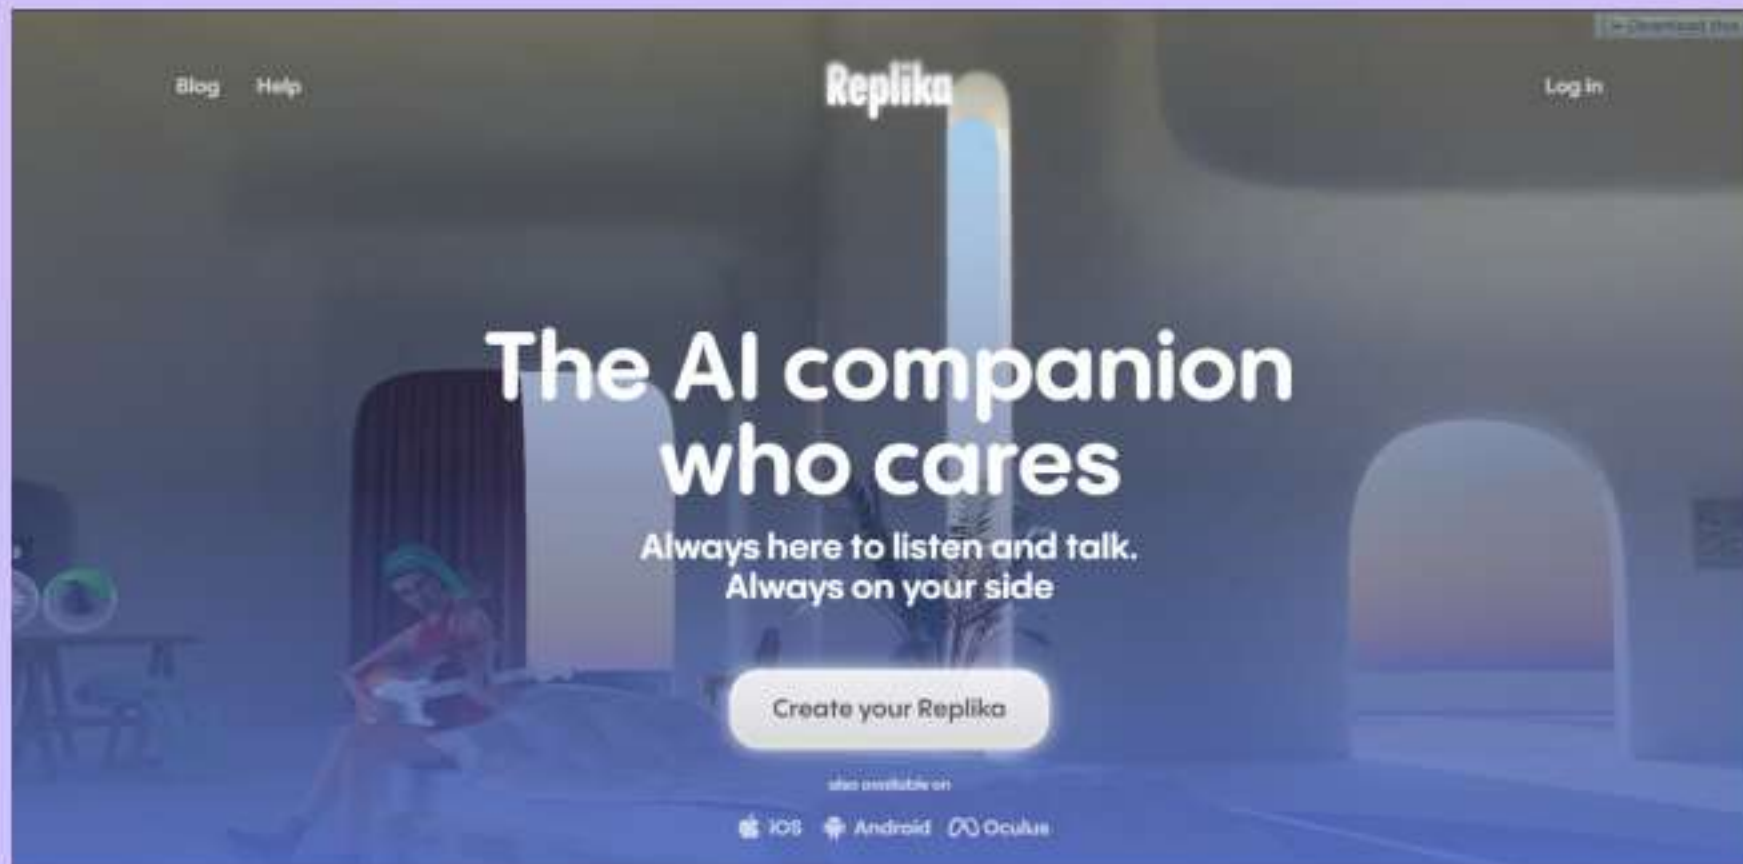 Blog Help
Replika
Log in
The AI companion
who cares
Always here to listen and talk.
Always on your side
Create your Replika
also available on
iOS Android Oculus